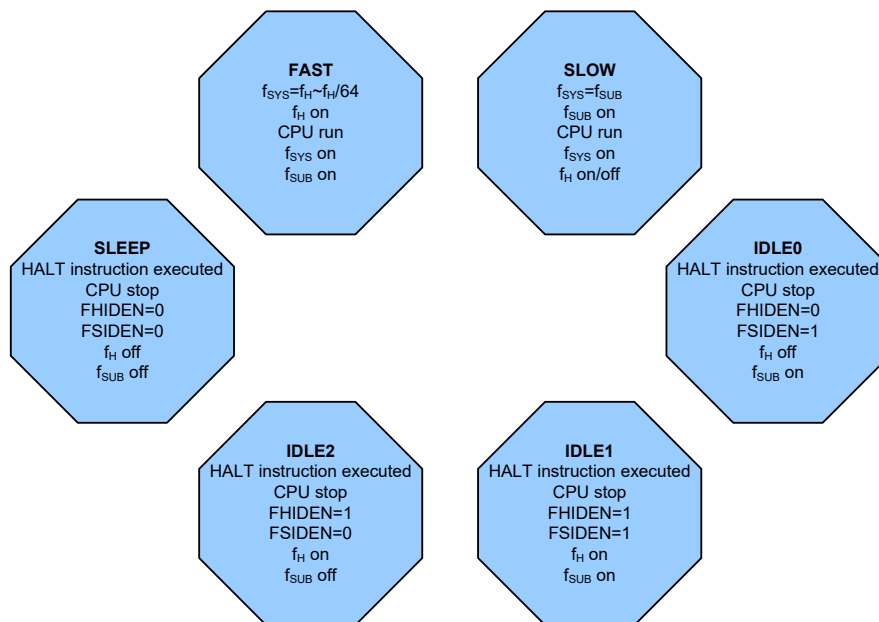 FAST
fSYS=fH~fH/64
fH on
CPU run
fSYS on
fSUB on
SLOW
fSYS=fSUB
fSUB on
CPU run
fSYS on
fH on/off
SLEEP
HALT instruction executed
CPU stop
FHIDEN=0
FSIDEN=0
fH off
fSUB off
IDLE0
HALT instruction executed
CPU stop
FHIDEN=0
FSIDEN=1
fH off
fSUB on
IDLE2
HALT instruction executed
CPU stop
FHIDEN=1
FSIDEN=0
fH on
fSUB off
IDLE1
HALT instruction executed
CPU stop
FHIDEN=1
FSIDEN=1
fH on
fSUB on